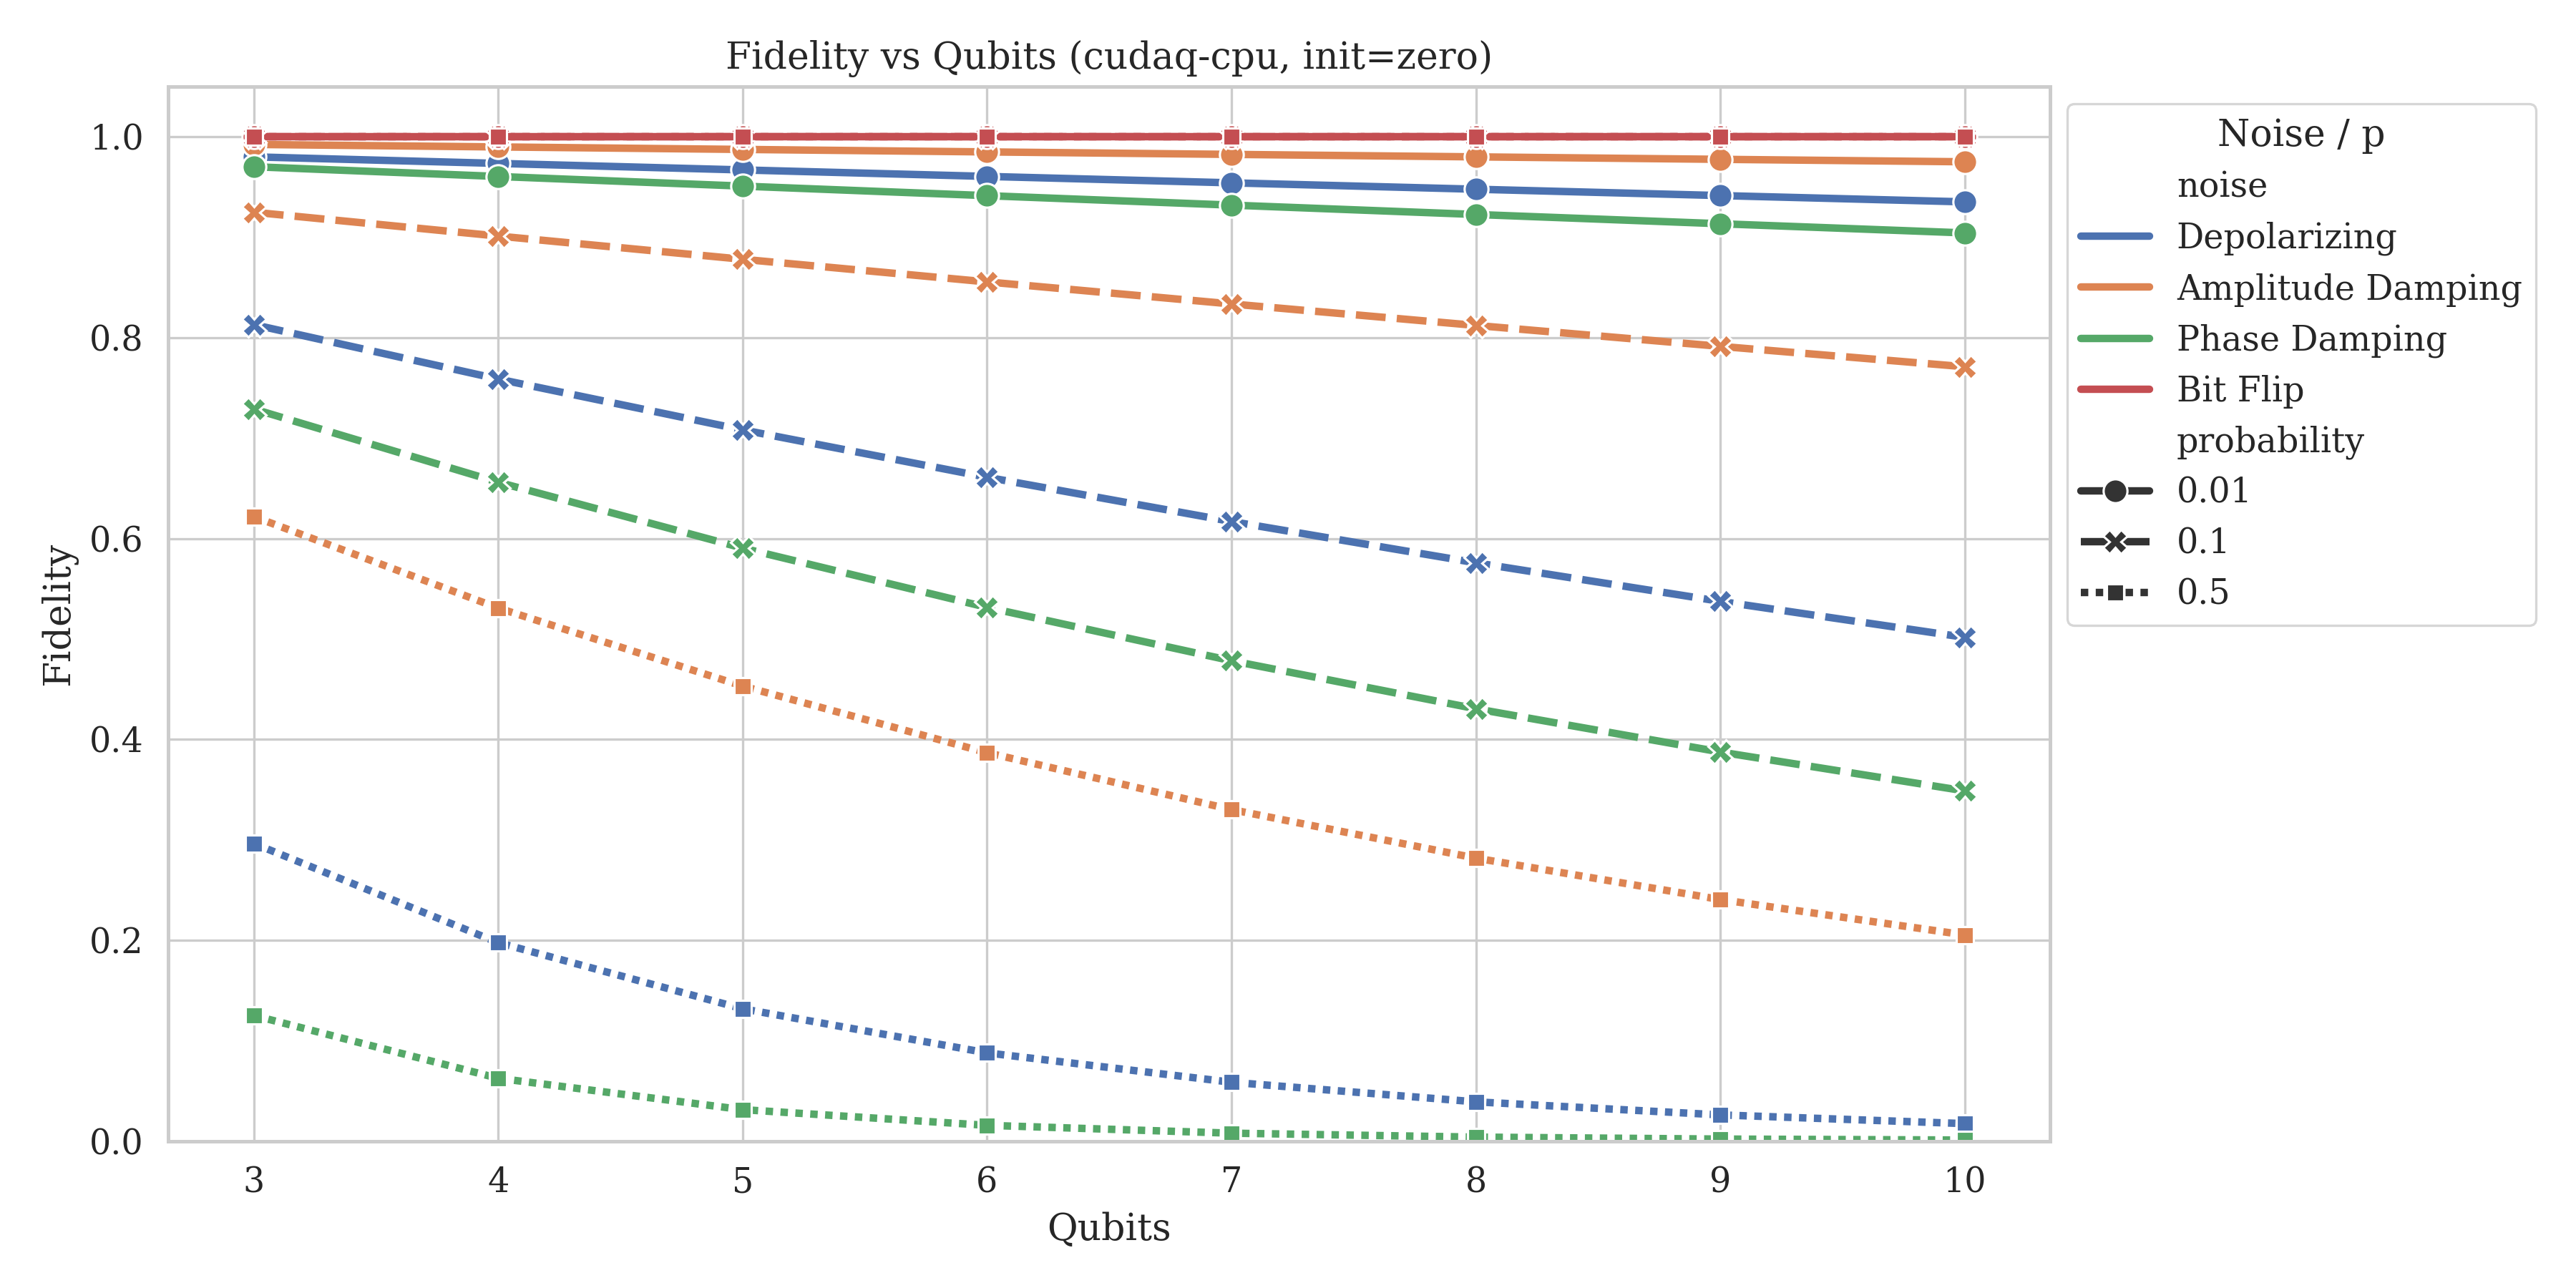 Fidelity vs Qubits (cudaq-cpu, init=zero)
Fidelity
1.0
0.8
0.6
0.4
0.2
0.0
3 4 5 6 7 8 9 10
Qubits
Noise / p
noise
Depolarizing
Amplitude Damping
Phase Damping
Bit Flip
probability
0.01
0.1
0.5